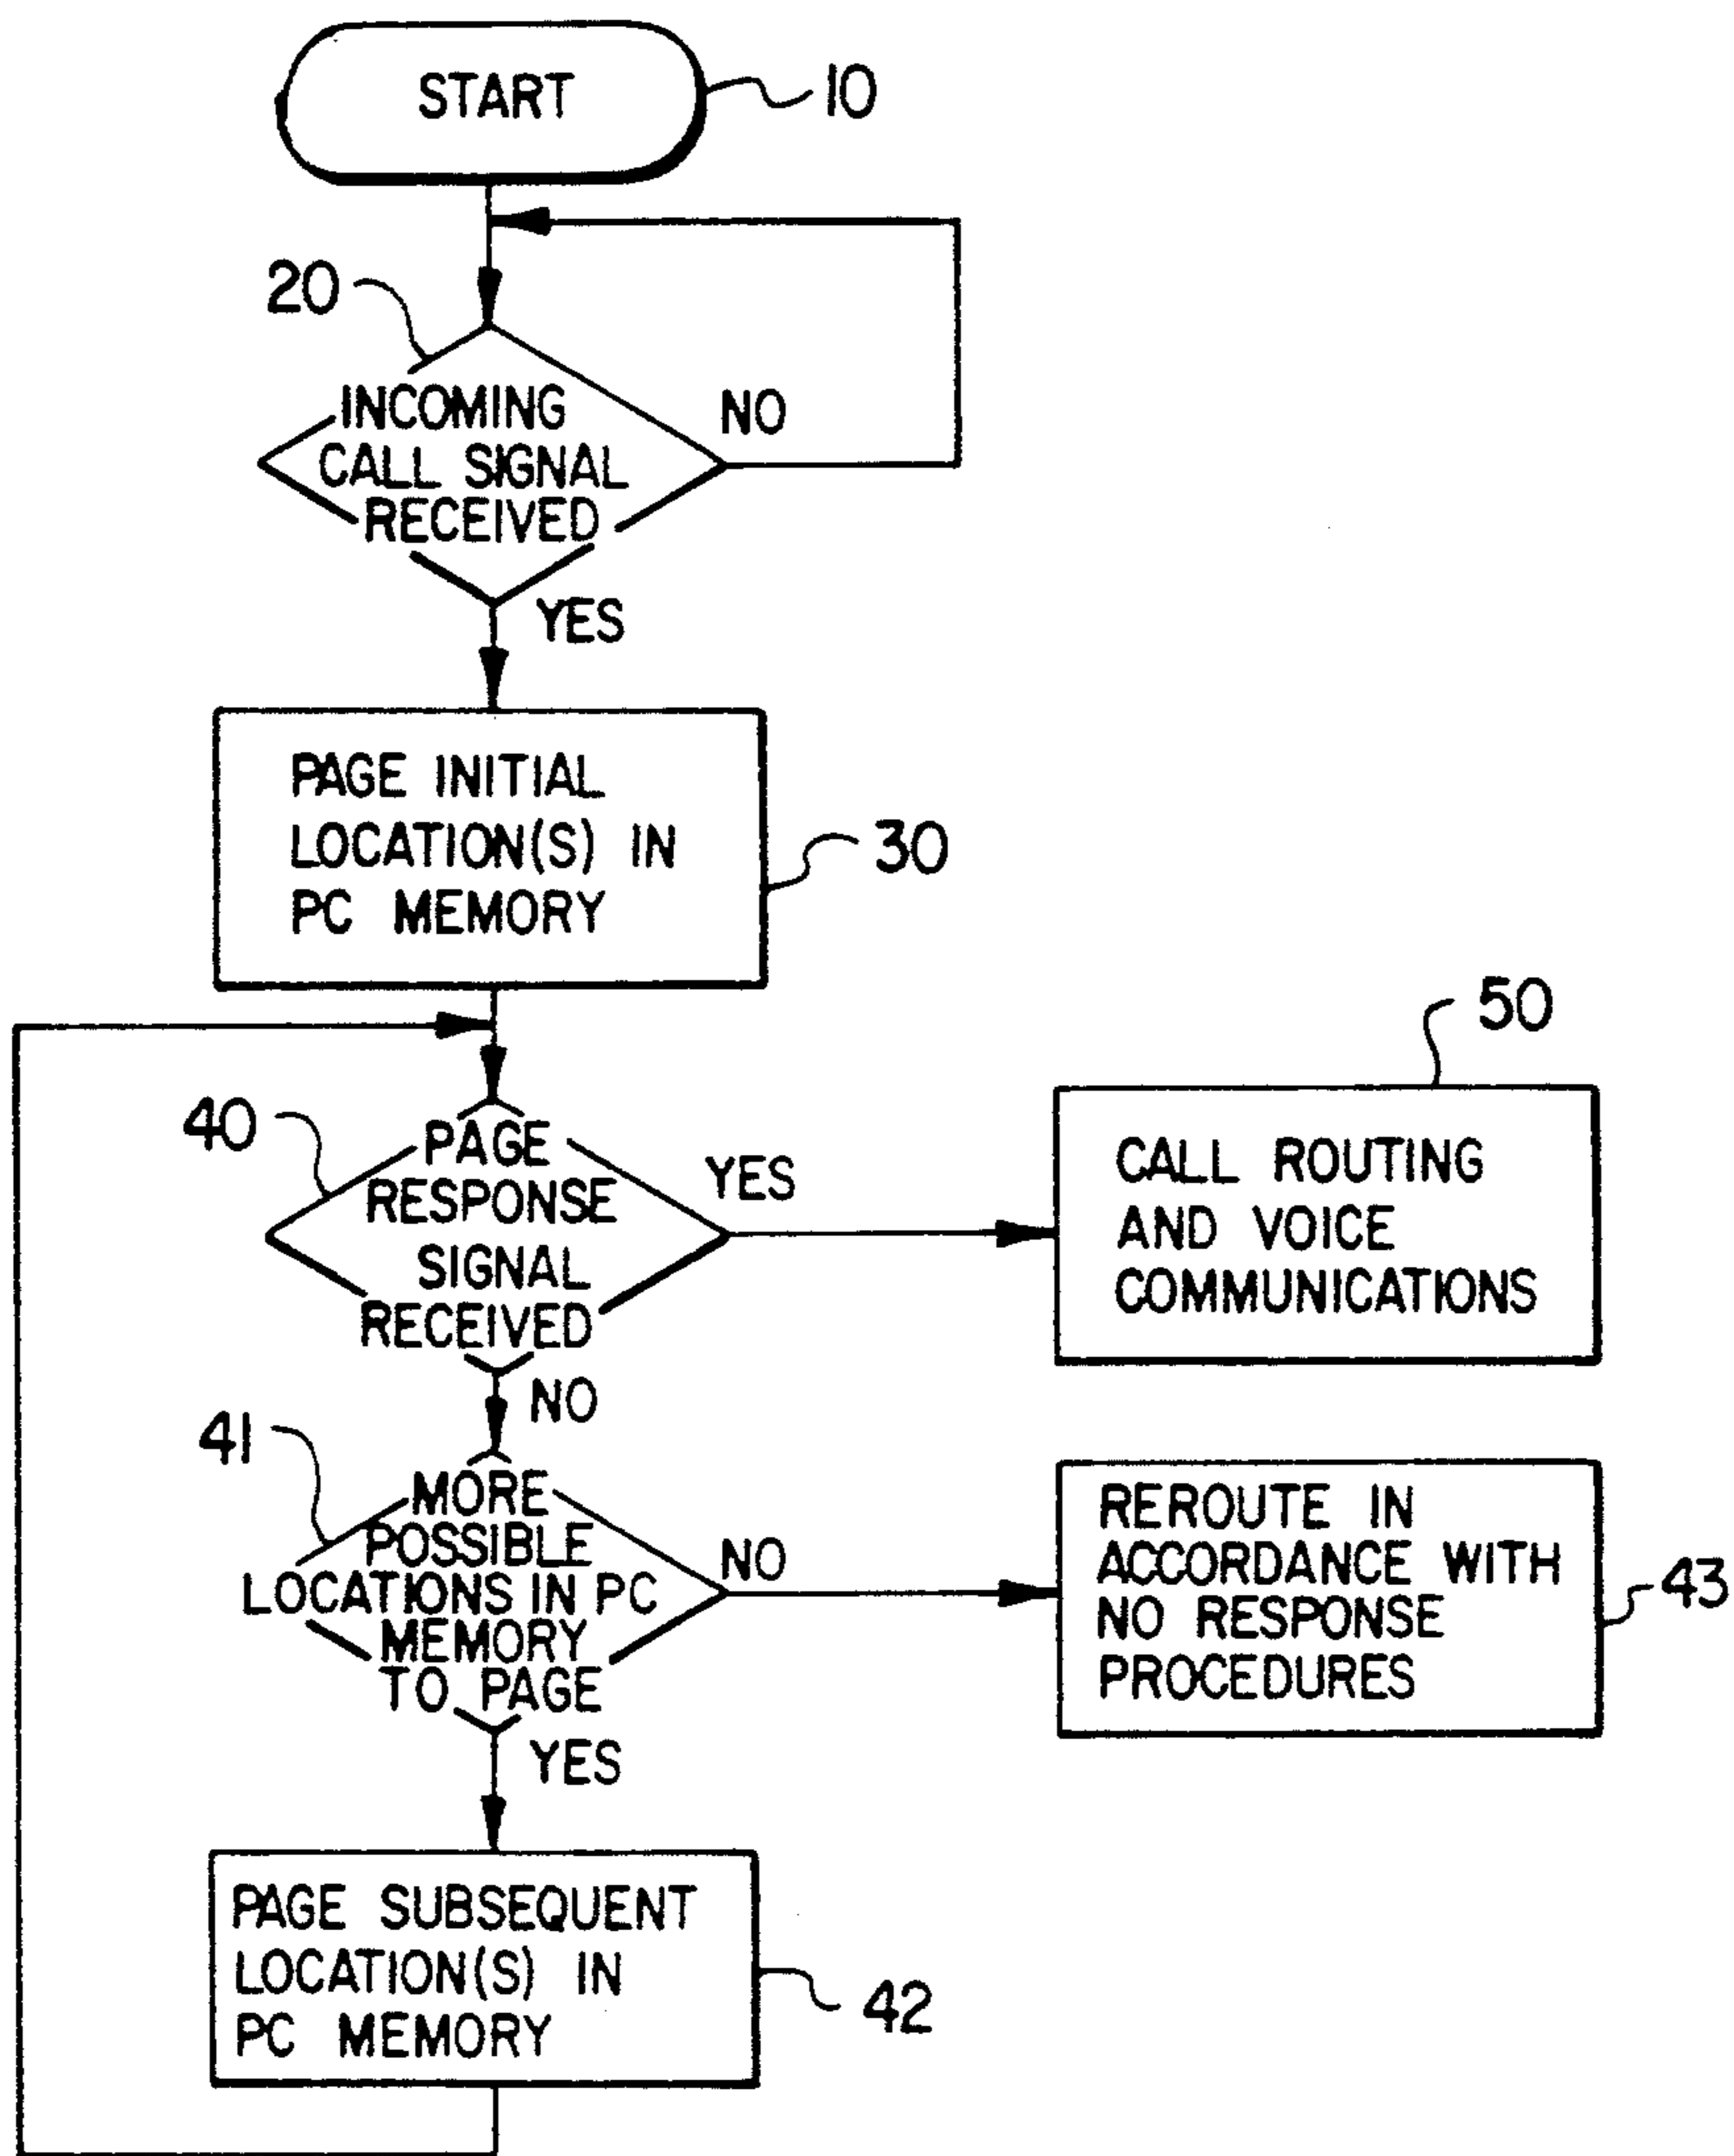 START
10
20
INCOMING
CALL SIGNAL
RECEIVED
NO
YES
PAGE INITIAL
LOCATION(S) IN
PC MEMORY
30
40
PAGE
RESPONSE
SIGNAL
RECEIVED
YES
50
CALL ROUTING
AND VOICE
COMMUNICATIONS
NO
41
MORE
POSSIBLE
LOCATIONS IN PC
MEMORY
TO PAGE
NO
REROUTE IN
ACCORDANCE WITH
NO RESPONSE
PROCEDURES
43
YES
PAGE SUBSEQUENT
LOCATION(S) IN
PC MEMORY
42